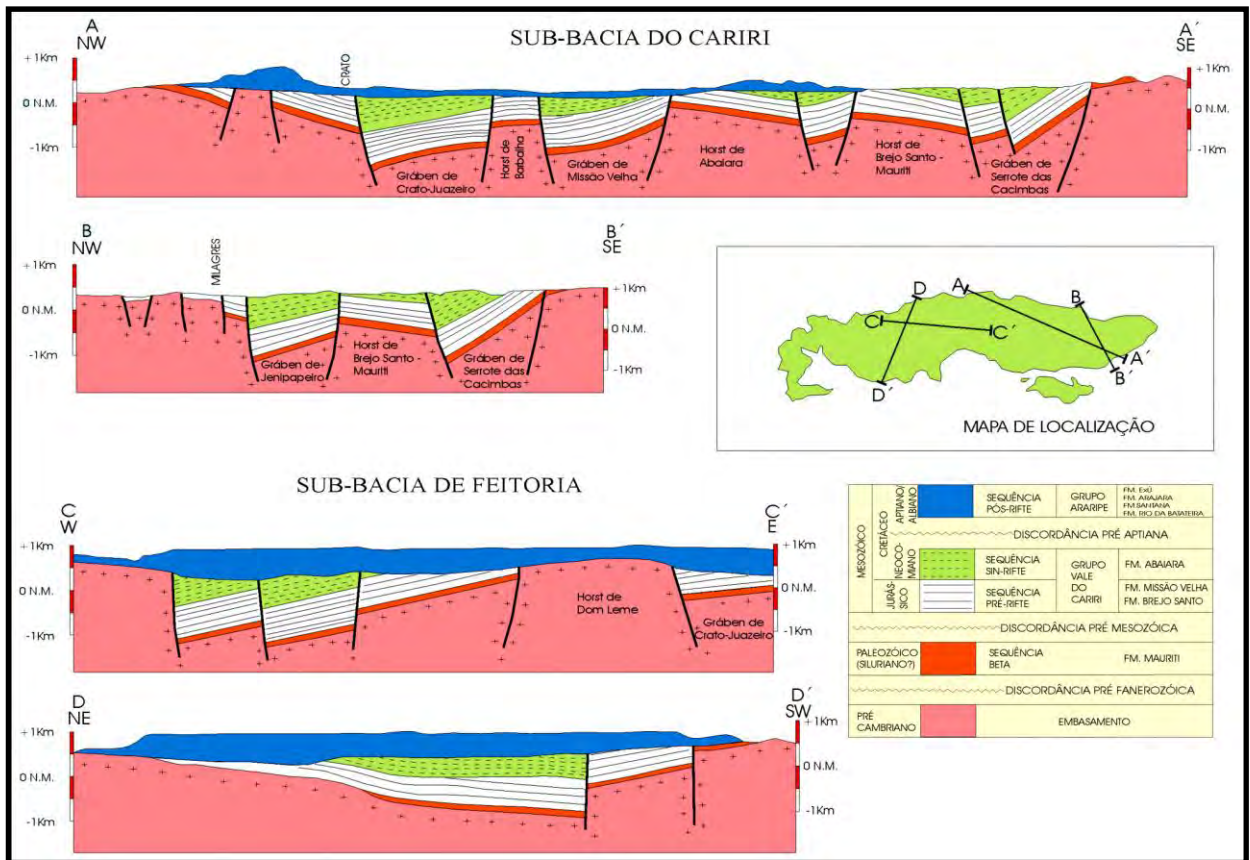 A
NW
SUB-BACIA DO CARIRI
A´
SE
+1Km
0 N.M.
-1Km
CRATO
+1Km
0 N.M.
-1Km
Gráben de
Crato-Juazeiro
Horst de
Barbalha
Gráben de
Missão Velha
Horst de
Abaiara
Horst de
Brejo Santo -
Mauriti
Gráben de
Serrote das
Cacimbas
B
NW
B´
SE
+1Km
0 N.M.
-1Km
MILAGRES
+1Km
0 N.M.
-1Km
Gráben de
Jenipapeiro
Horst de
Brejo Santo -
Mauriti
Gráben de
Serrote das
Cacimbas
D
A
B
C
C´
A´
B´
D´
MAPA DE LOCALIZAÇÃO
SUB-BACIA DE FEITORIA
C
W
C´
E
+1Km
0 N.M.
-1Km
+1Km
0 N.M.
-1Km
Horst de
Dom Leme
Gráben de
Crato-Juazeiro
D
NE
D´
SW
+1Km
0 N.M.
-1Km
+1Km
0 N.M.
-1Km
MESOZÓICO
CRETÁCEO
APTIANO/
ALBIANO
SEQUÊNCIA
PÓS-RIFTE
GRUPO
ARARIPE
FM. EXÚ
FM. ARAJARA
FM.SANTANA
FM. RIO DA BATATEIRA
DISCORDÂNCIA PRÉ APTIANA
NEOCO-
MIANO
SEQUÊNCIA
SIN-RIFTE
GRUPO
VALE
DO
CARIRI
FM. ABAIARA
JURÁS-
SICO
SEQUÊNCIA
PRÉ-RIFTE
FM. MISSÃO VELHA
FM. BREJO SANTO
DISCORDÂNCIA PRÉ MESOZÓICA
PALEOZÓICO
(SILURIANO?)
SEQUÊNCIA
BETA
FM. MAURITI
DISCORDÂNCIA PRÉ FANEROZÓICA
PRÉ
CAMBRIANO
EMBASAMENTO